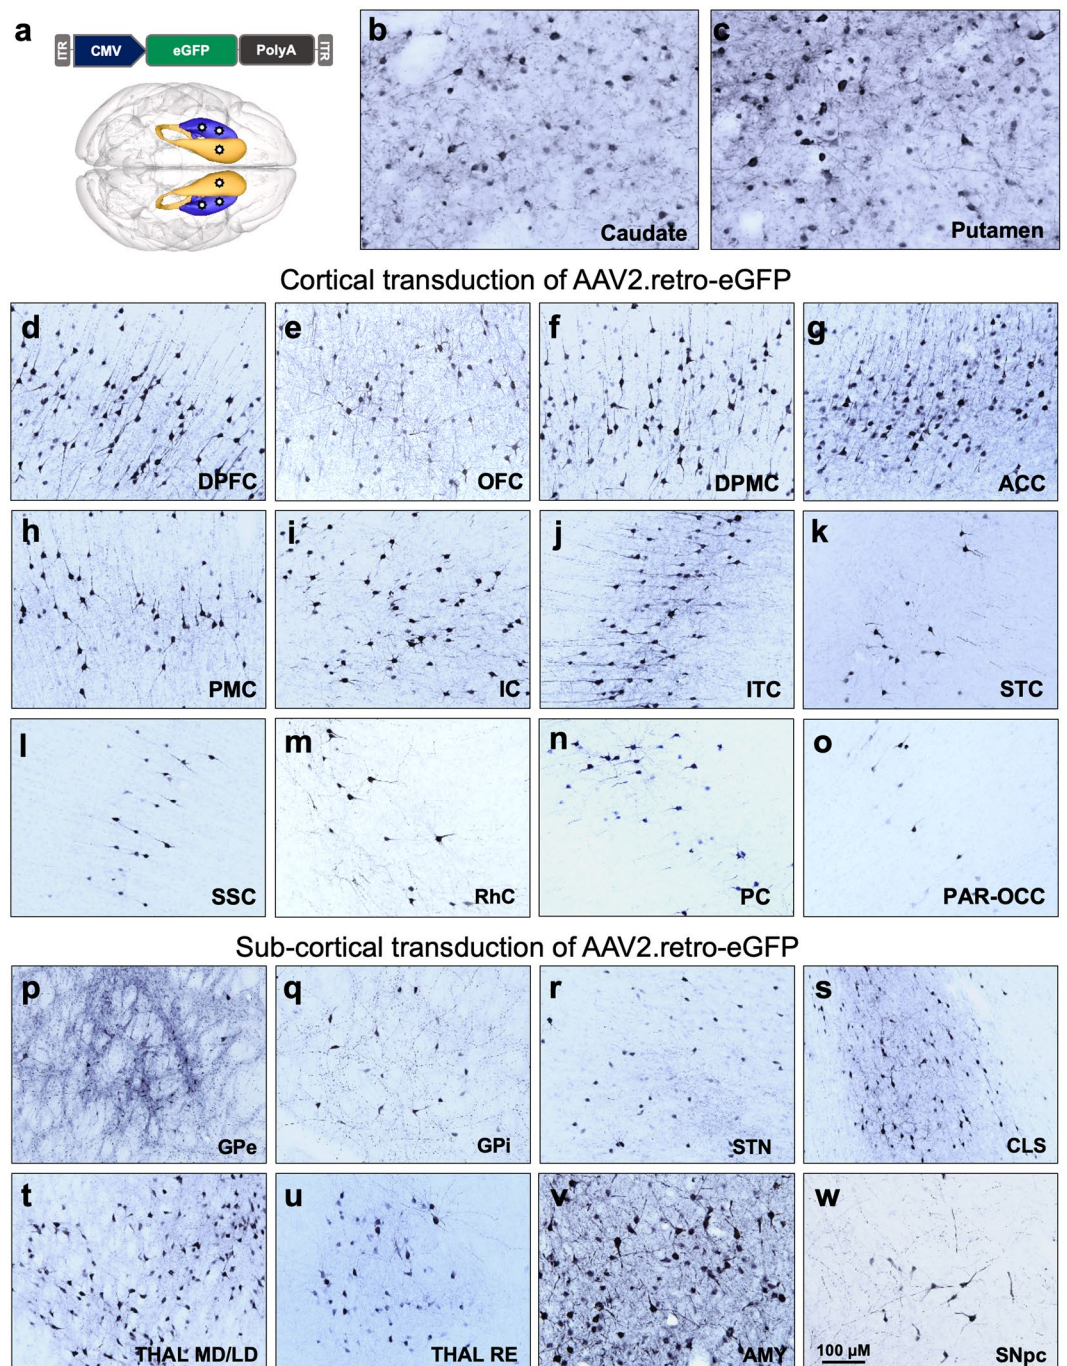 a
ITR CMV eGFP PolyA ITR
b
Caudate
c
Putamen
Cortical transduction of AAV2.retro-eGFP
d
DPFC
e
OFC
f
DPMC
g
ACC
h
PMC
i
IC
j
ITC
k
STC
l
SSC
m
RhC
n
PC
o
PAR-OCC
Sub-cortical transduction of AAV2.retro-eGFP
p
GPe
q
GPi
r
STN
s
CLS
t
THAL MD/LD
u
THAL RE
v
AMY
w
100 µM
SNpc